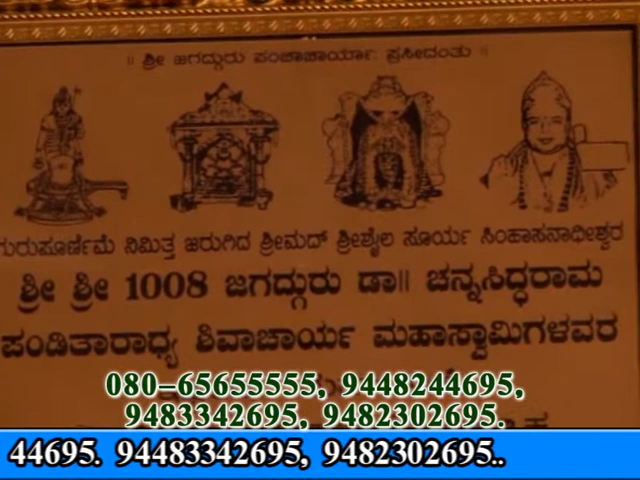 ॥ ಶ್ರೀ ಜಗದ್ಗುರು ಪಂಚಾಚಾರ್ಯಾಃ ಪ್ರಸೀದಂತು ॥
ಗುರುಪೂರ್ಣಿಮೆ ನಿಮಿತ್ತ ಜರುಗಿದ ಶ್ರೀಮದ್ ಶ್ರೀಶೈಲ ಸೂರ್ಯ ಸಿಂಹಾಸನಾಧೀಶ್ವರ
ಶ್ರೀ ಶ್ರೀ 1008 ಜಗದ್ಗುರು ಡಾ॥ ಚನ್ನಸಿದ್ಧರಾಮ
ಪಂಡಿತಾರಾಧ್ಯ ಶಿವಾಚಾರ್ಯ ಮಹಾಸ್ವಾಮಿಗಳವರ
080-65655555, 9448244695,
9483342695, 9482302695.
44695. 94483342695, 9482302695..